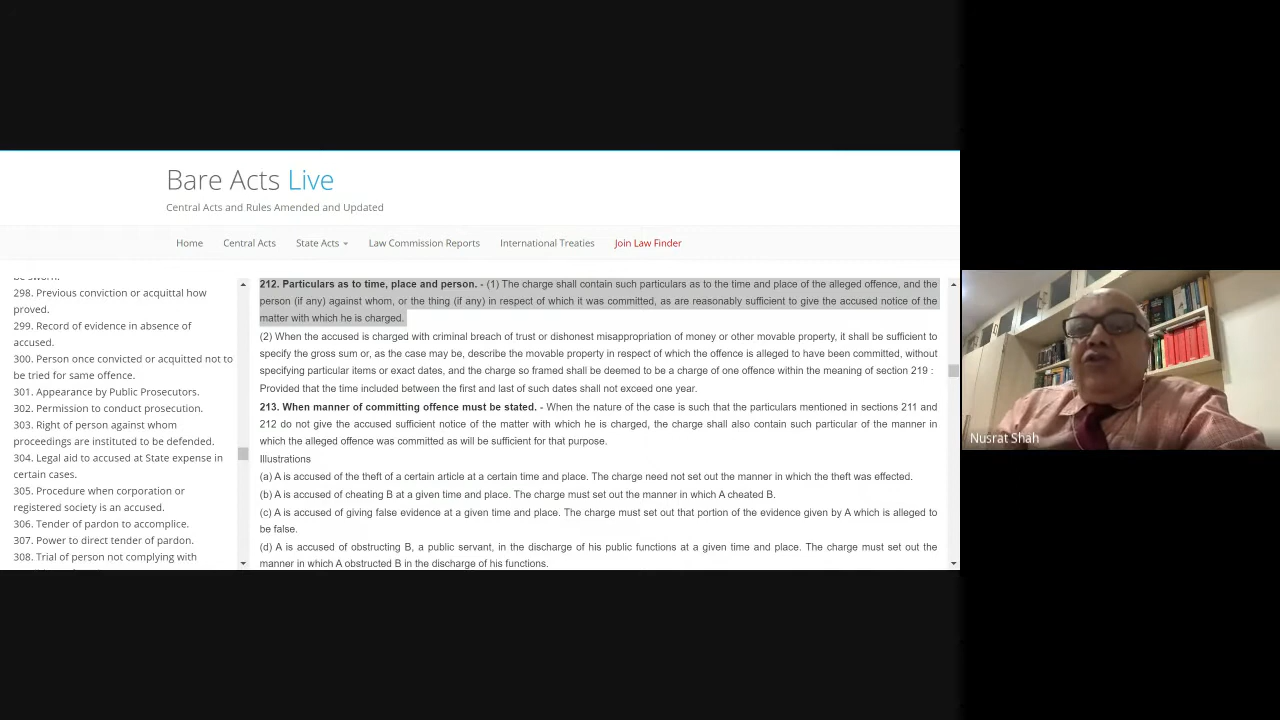 Bare Acts Live
Central Acts and Rules Amended and Updated
Home
Central Acts
State Acts
Law Commission Reports
International Treaties
Join Law Finder
be sworn.
298. Previous conviction or acquittal how
proved.
299. Record of evidence in absence of
accused.
300. Person once convicted or acquitted not to
be tried for same offence.
301. Appearance by Public Prosecutors.
302. Permission to conduct prosecution.
303. Right of person against whom
proceedings are instituted to be defended.
304. Legal aid to accused at State expense in
certain cases.
305. Procedure when corporation or
registered society is an accused.
306. Tender of pardon to accomplice.
307. Power to direct tender of pardon.
308. Trial of person not complying with
212. Particulars as to time, place and person. - (1) The charge shall contain such particulars as to the time and place of the alleged offence, and the
person (if any) against whom, or the thing (if any) in respect of which it was committed, as are reasonably sufficient to give the accused notice of the
matter with which he is charged.
(2) When the accused is charged with criminal breach of trust or dishonest misappropriation of money or other movable property, it shall be sufficient to
specify the gross sum or, as the case may be, describe the movable property in respect of which the offence is alleged to have been committed, without
specifying particular items or exact dates, and the charge so framed shall be deemed to be a charge of one offence within the meaning of section 219 :
Provided that the time included between the first and last of such dates shall not exceed one year.
213. When manner of committing offence must be stated. - When the nature of the case is such that the particulars mentioned in sections 211 and
212 do not give the accused sufficient notice of the matter with which he is charged, the charge shall also contain such particular of the manner in
which the alleged offence was committed as will be sufficient for that purpose.
Illustrations
(a) A is accused of the theft of a certain article at a certain time and place. The charge need not set out the manner in which the theft was effected.
(b) A is accused of cheating B at a given time and place. The charge must set out the manner in which A cheated B.
(c) A is accused of giving false evidence at a given time and place. The charge must set out that portion of the evidence given by A which is alleged to
be false.
(d) A is accused of obstructing B, a public servant, in the discharge of his public functions at a given time and place. The charge must set out the
manner in which A obstructed B in the discharge of his functions.
Nusrat Shah